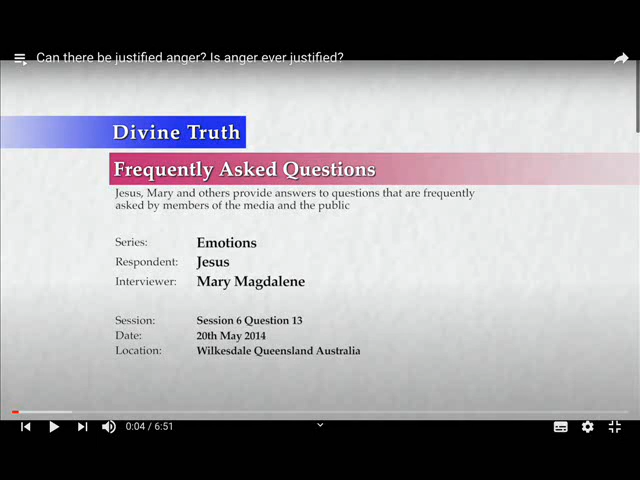 Can there be justified anger? Is anger ever justified?
Divine Truth
Frequently Asked Questions
Jesus, Mary and others provide answers to questions that are frequently
asked by members of the media and the public
Series: Emotions
Respondent: Jesus
Interviewer: Mary Magdalene
Session: Session 6 Question 13
Date: 20th May 2014
Location: Wilkesdale Queensland Australia
0:04 / 6:51